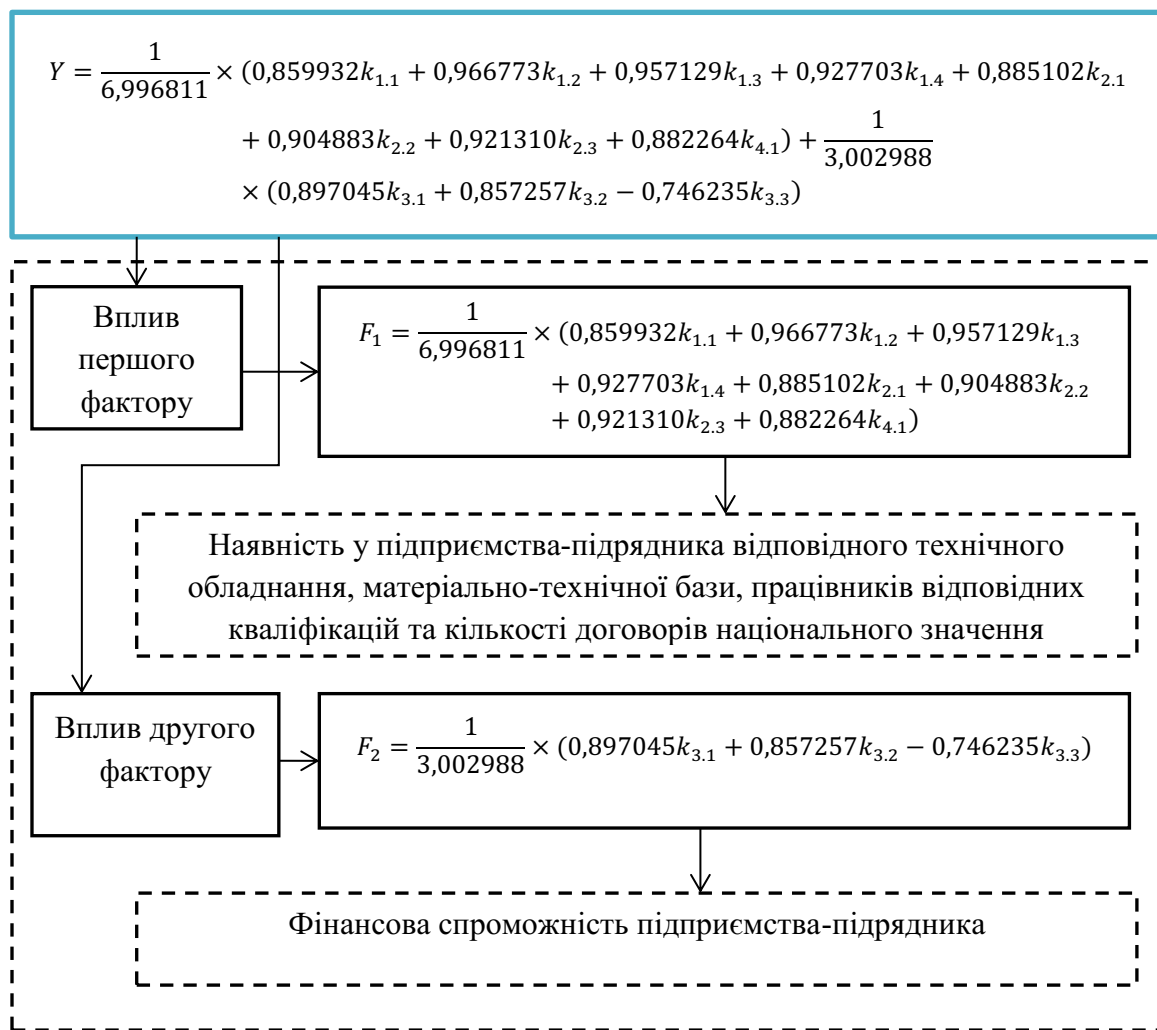 Y = 1/6,996811 × (0,859932k₁.₁ + 0,966773k₁.₂ + 0,957129k₁.₃ + 0,927703k₁.₄ + 0,885102k₂.₁
+ 0,904883k₂.₂ + 0,921310k₂.₃ + 0,882264k₄.₁) + 1/3,002988
× (0,897045k₃.₁ + 0,857257k₃.₂ − 0,746235k₃.₃)
Вплив
першого
фактору
F₁ = 1/6,996811 × (0,859932k₁.₁ + 0,966773k₁.₂ + 0,957129k₁.₃
+ 0,927703k₁.₄ + 0,885102k₂.₁ + 0,904883k₂.₂
+ 0,921310k₂.₃ + 0,882264k₄.₁)
Наявність у підприємства-підрядника відповідного технічного
обладнання, матеріально-технічної бази, працівників відповідних
кваліфікацій та кількості договорів національного значення
Вплив другого
фактору
F₂ = 1/3,002988 × (0,897045k₃.₁ + 0,857257k₃.₂ − 0,746235k₃.₃)
Фінансова спроможність підприємства-підрядника